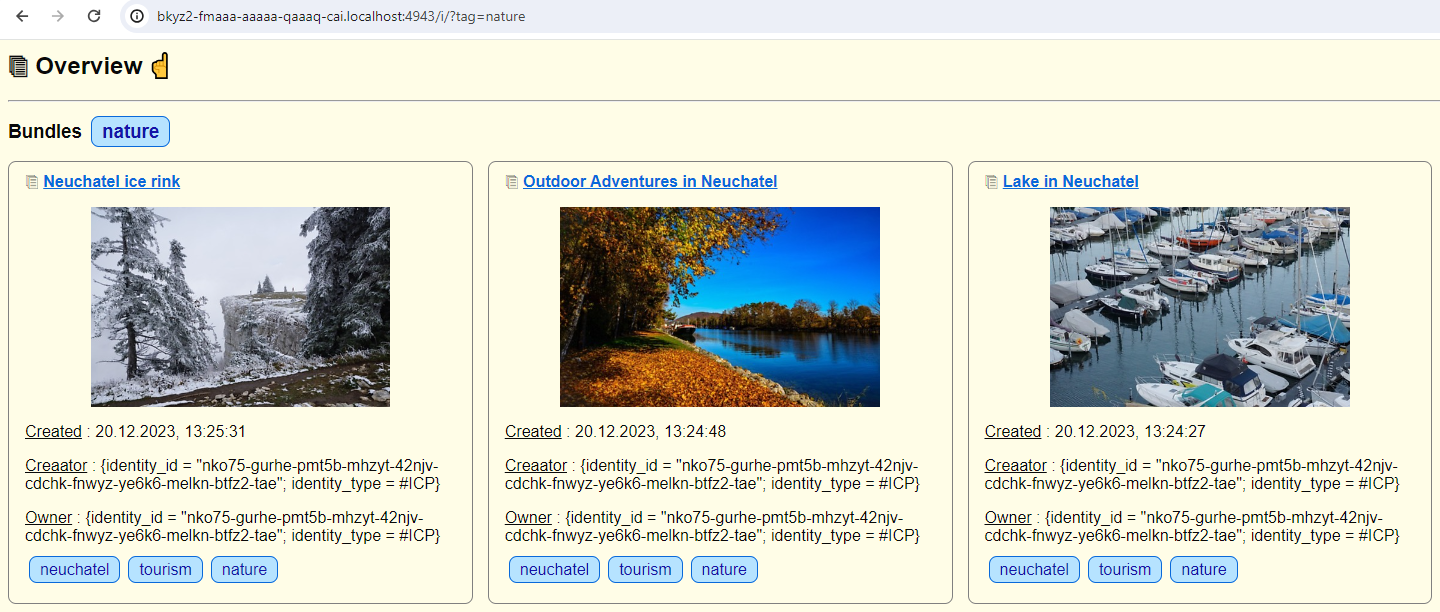 bkyz2-fmaaa-aaaaa-qaaaq-cai.localhost:4943/i/?tag=nature
Overview
Bundles nature
Neuchatel ice rink
Created : 20.12.2023, 13:25:31
Creaator : {identity_id = "nko75-gurhe-pmt5b-mhzyt-42njv-
cdchk-fnwyz-ye6k6-melkn-btfz2-tae"; identity_type = #ICP}
Owner : {identity_id = "nko75-gurhe-pmt5b-mhzyt-42njv-
cdchk-fnwyz-ye6k6-melkn-btfz2-tae"; identity_type = #ICP}
neuchatel tourism nature
Outdoor Adventures in Neuchatel
Created : 20.12.2023, 13:24:48
Creaator : {identity_id = "nko75-gurhe-pmt5b-mhzyt-42njv-
cdchk-fnwyz-ye6k6-melkn-btfz2-tae"; identity_type = #ICP}
Owner : {identity_id = "nko75-gurhe-pmt5b-mhzyt-42njv-
cdchk-fnwyz-ye6k6-melkn-btfz2-tae"; identity_type = #ICP}
neuchatel tourism nature
Lake in Neuchatel
Created : 20.12.2023, 13:24:27
Creaator : {identity_id = "nko75-gurhe-pmt5b-mhzyt-42njv-
cdchk-fnwyz-ye6k6-melkn-btfz2-tae"; identity_type = #ICP}
Owner : {identity_id = "nko75-gurhe-pmt5b-mhzyt-42njv-
cdchk-fnwyz-ye6k6-melkn-btfz2-tae"; identity_type = #ICP}
neuchatel tourism nature